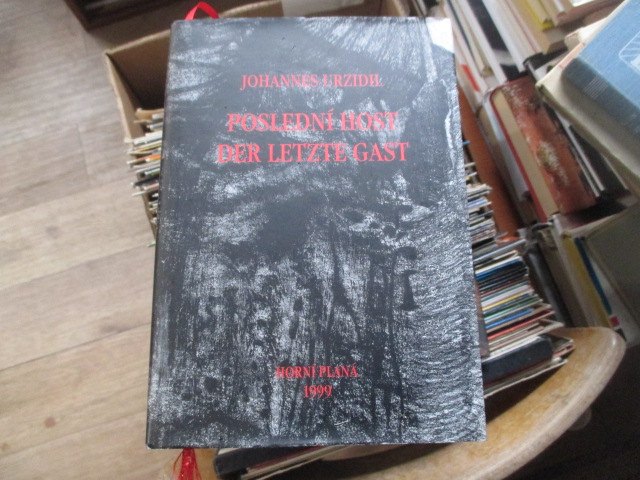 JOHANNES URZIDIL
POSLEDNÍ HOST
DER LETZTE GAST
HORNÍ PLANÁ
1999